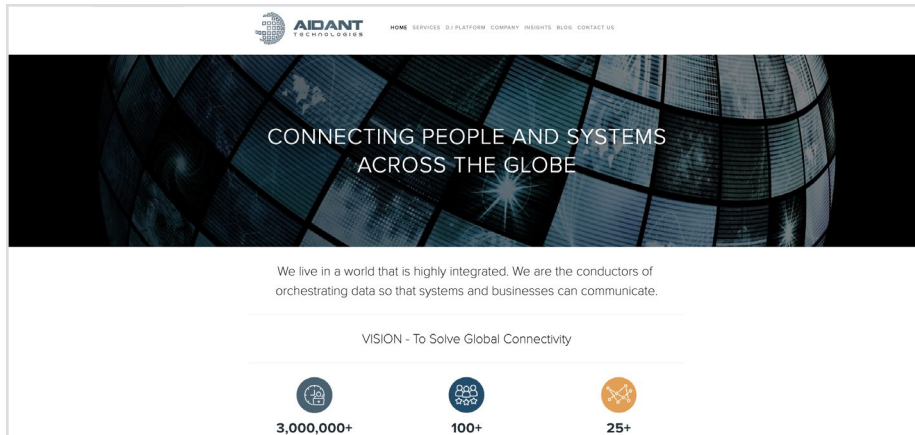 AIDANT
TECHNOLOGIES
HOME SERVICES D.I PLATFORM COMPANY INSIGHTS BLOG CONTACT US
CONNECTING PEOPLE AND SYSTEMS
ACROSS THE GLOBE
We live in a world that is highly integrated. We are the conductors of
orchestrating data so that systems and businesses can communicate.
VISION - To Solve Global Connectivity
3,000,000+ 100+ 25+